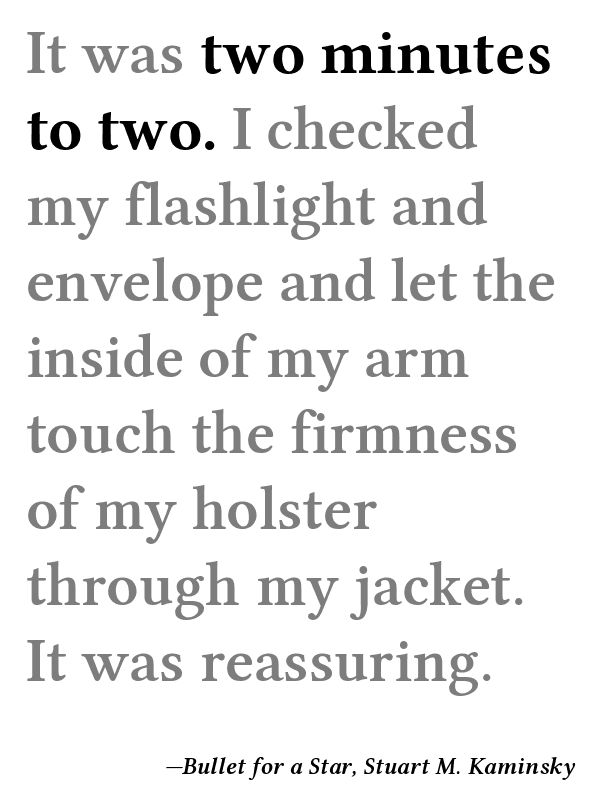 It was two minutes
to two. I checked
my flashlight and
envelope and let the
inside of my arm
touch the firmness
of my holster
through my jacket.
It was reassuring.
—Bullet for a Star, Stuart M. Kaminsky